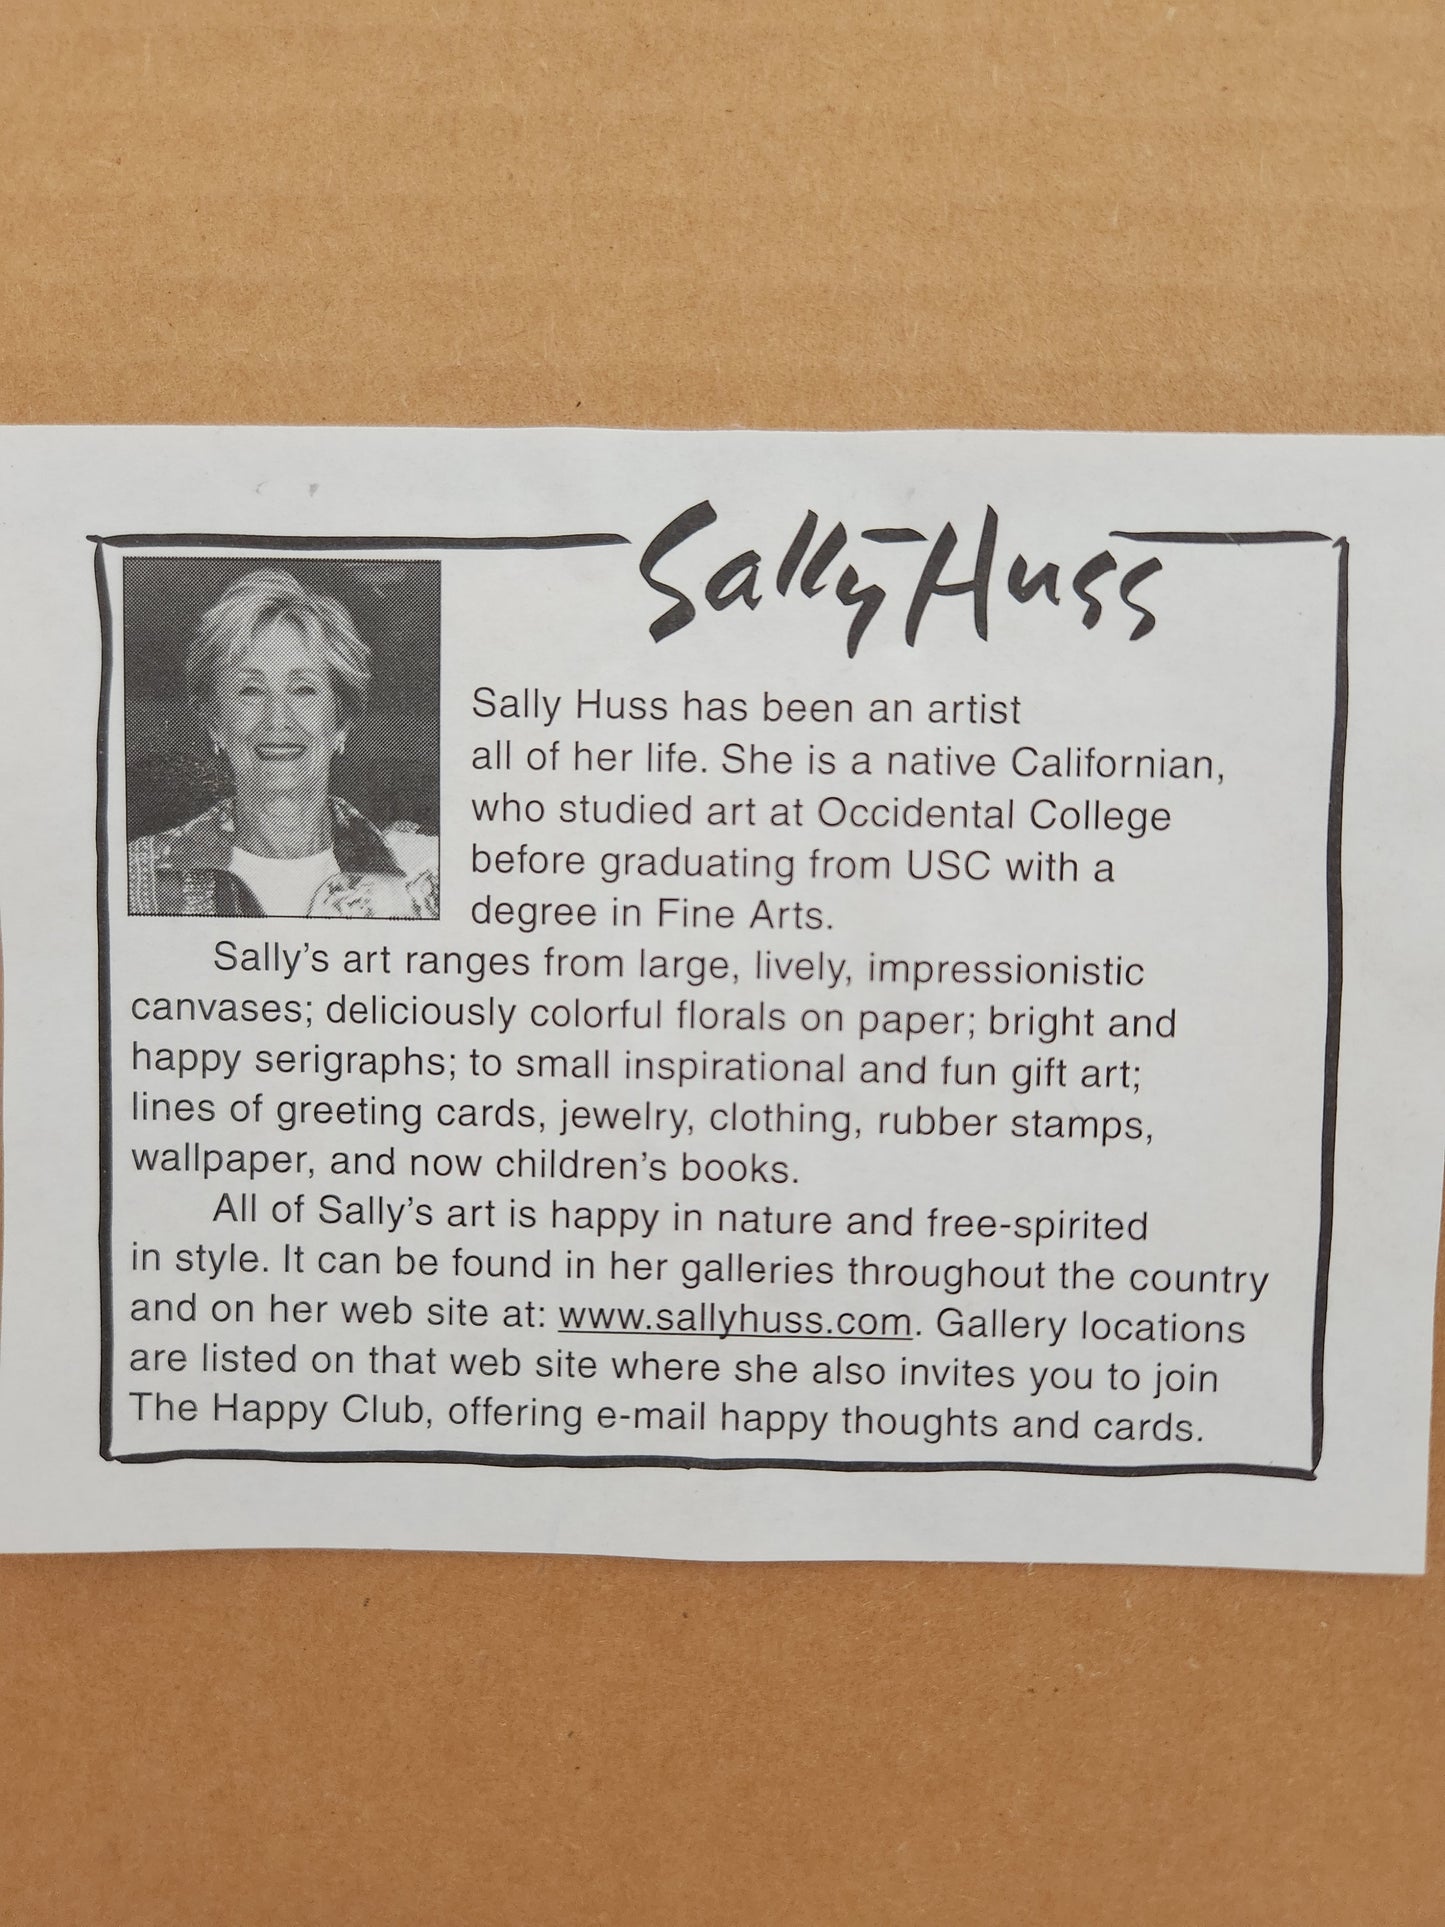 Sally Huss
Sally Huss has been an artist
all of her life. She is a native Californian,
who studied art at Occidental College
before graduating from USC with a
degree in Fine Arts.
Sally's art ranges from large, lively, impressionistic
canvases; deliciously colorful florals on paper; bright and
happy serigraphs; to small inspirational and fun gift art;
lines of greeting cards, jewelry, clothing, rubber stamps,
wallpaper, and now children's books.
All of Sally's art is happy in nature and free-spirited
in style. It can be found in her galleries throughout the country
and on her web site at: www.sallyhuss.com. Gallery locations
are listed on that web site where she also invites you to join
The Happy Club, offering e-mail happy thoughts and cards.